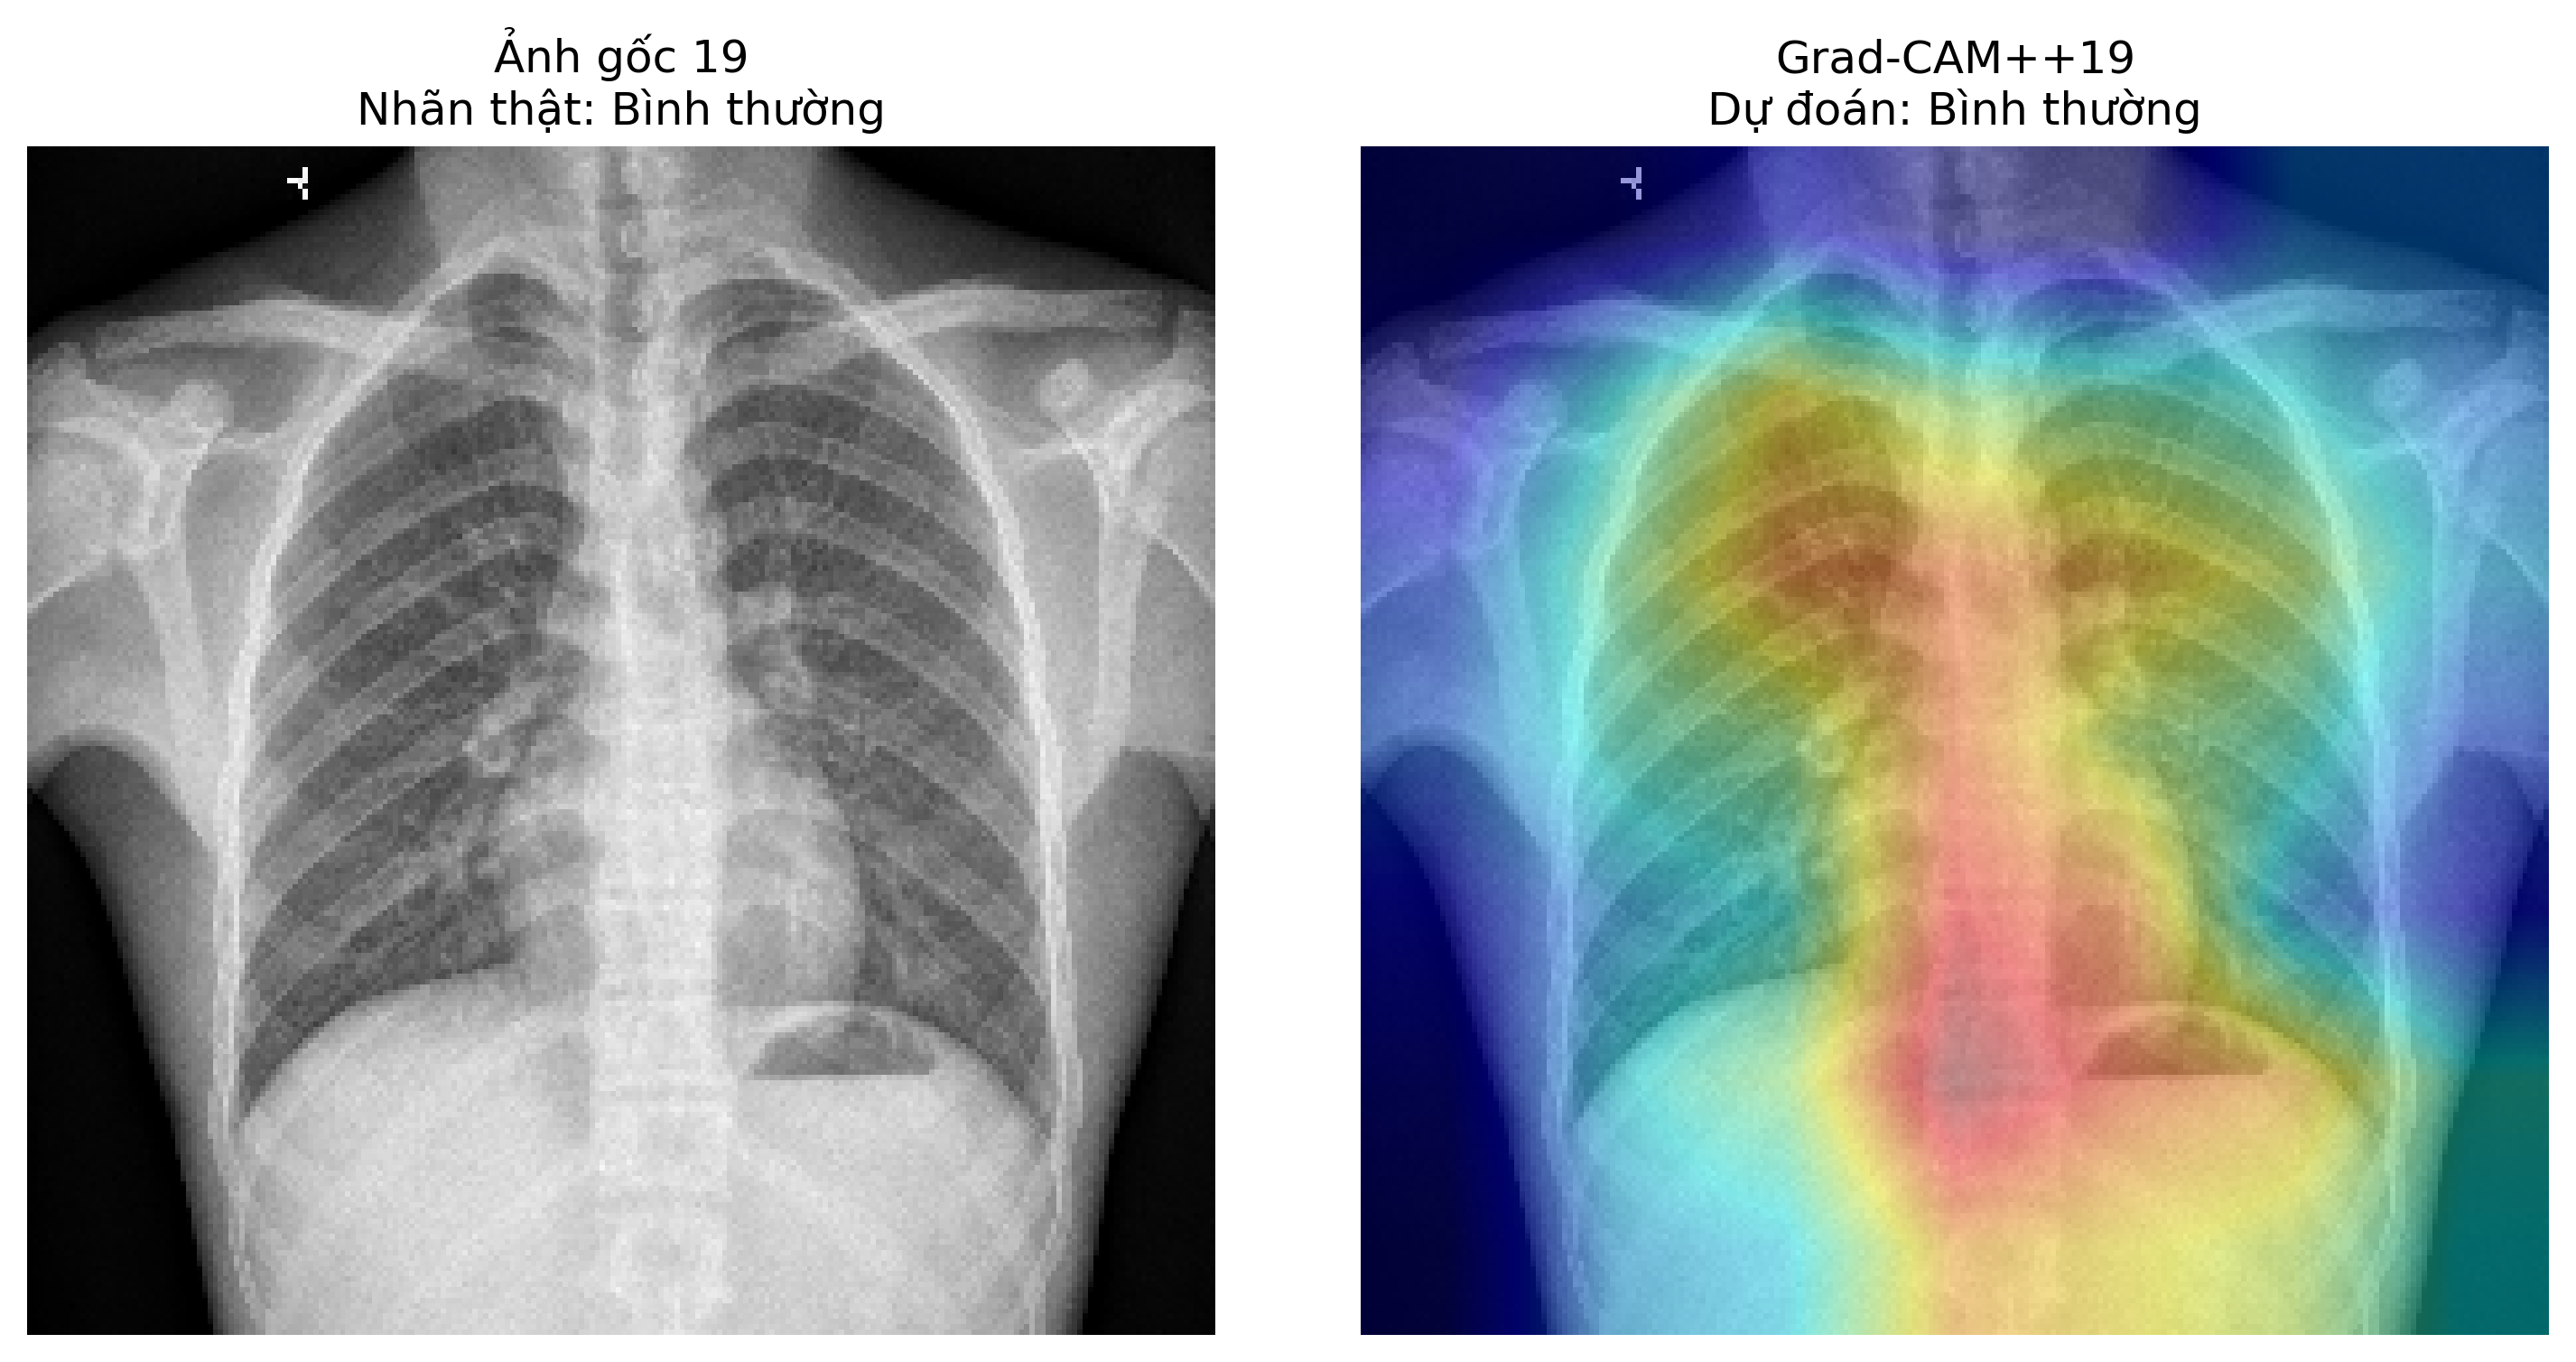 Ảnh gốc 19
Nhãn thật: Bình thường
Grad-CAM++19
Dự đoán: Bình thường